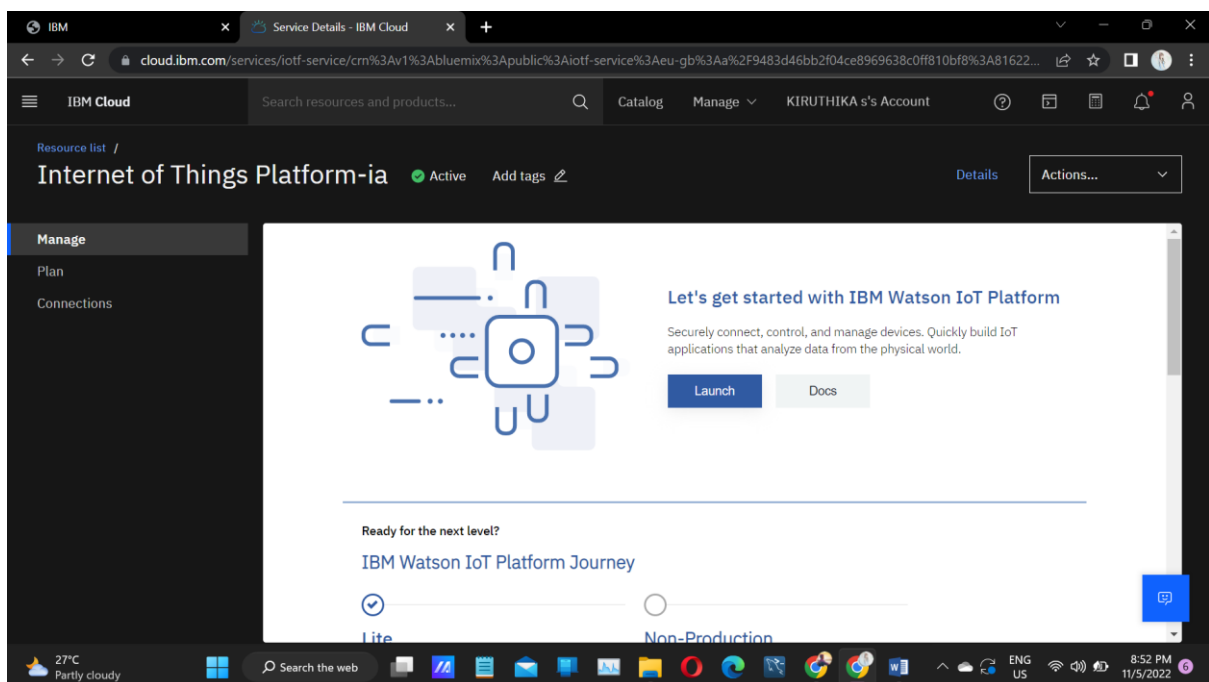 IBM
Service Details - IBM Cloud
cloud.ibm.com/services/iotf-service/crn%3Av1%3Abluemix%3Apublic%3Aiotf-service%3Aeu-gb%3Aa%2F9483d46bb2f04ce8969638c0ff810bf8%3A81622...
IBM Cloud
Search resources and products...
Catalog
Manage
KIRUTHIKA s's Account
Resource list /
Internet of Things Platform-ia
Active
Add tags
Details
Actions...
Manage
Plan
Connections
Let's get started with IBM Watson IoT Platform
Securely connect, control, and manage devices. Quickly build IoT
applications that analyze data from the physical world.
Launch
Docs
Ready for the next level?
IBM Watson IoT Platform Journey
Lite
Non-Production
27°C
Partly cloudy
Search the web
ENG
US
8:52 PM
11/5/2022
6